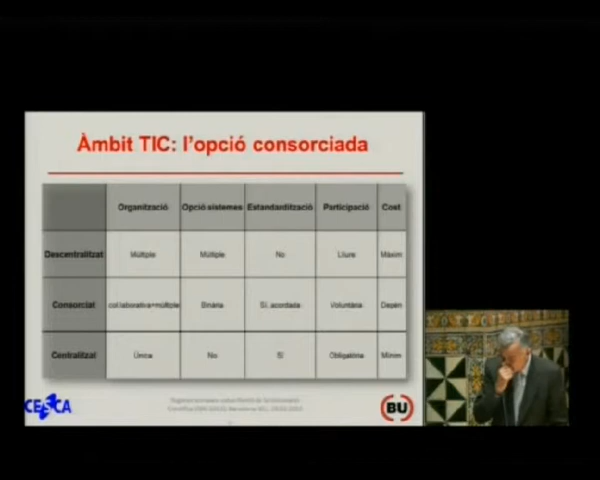 Àmbit TIC: l'opció consorciada
Organització Opció sistemes Estandardització Participació Cost
Descentralitzat Múltiple Múltiple No Lliure Màxim
Consorciat col·laborativa+múltiple Binària Sí, acordada Voluntària Depèn
Centralitzat Única No Sí Obligatòria Mínim
CESCA
BU